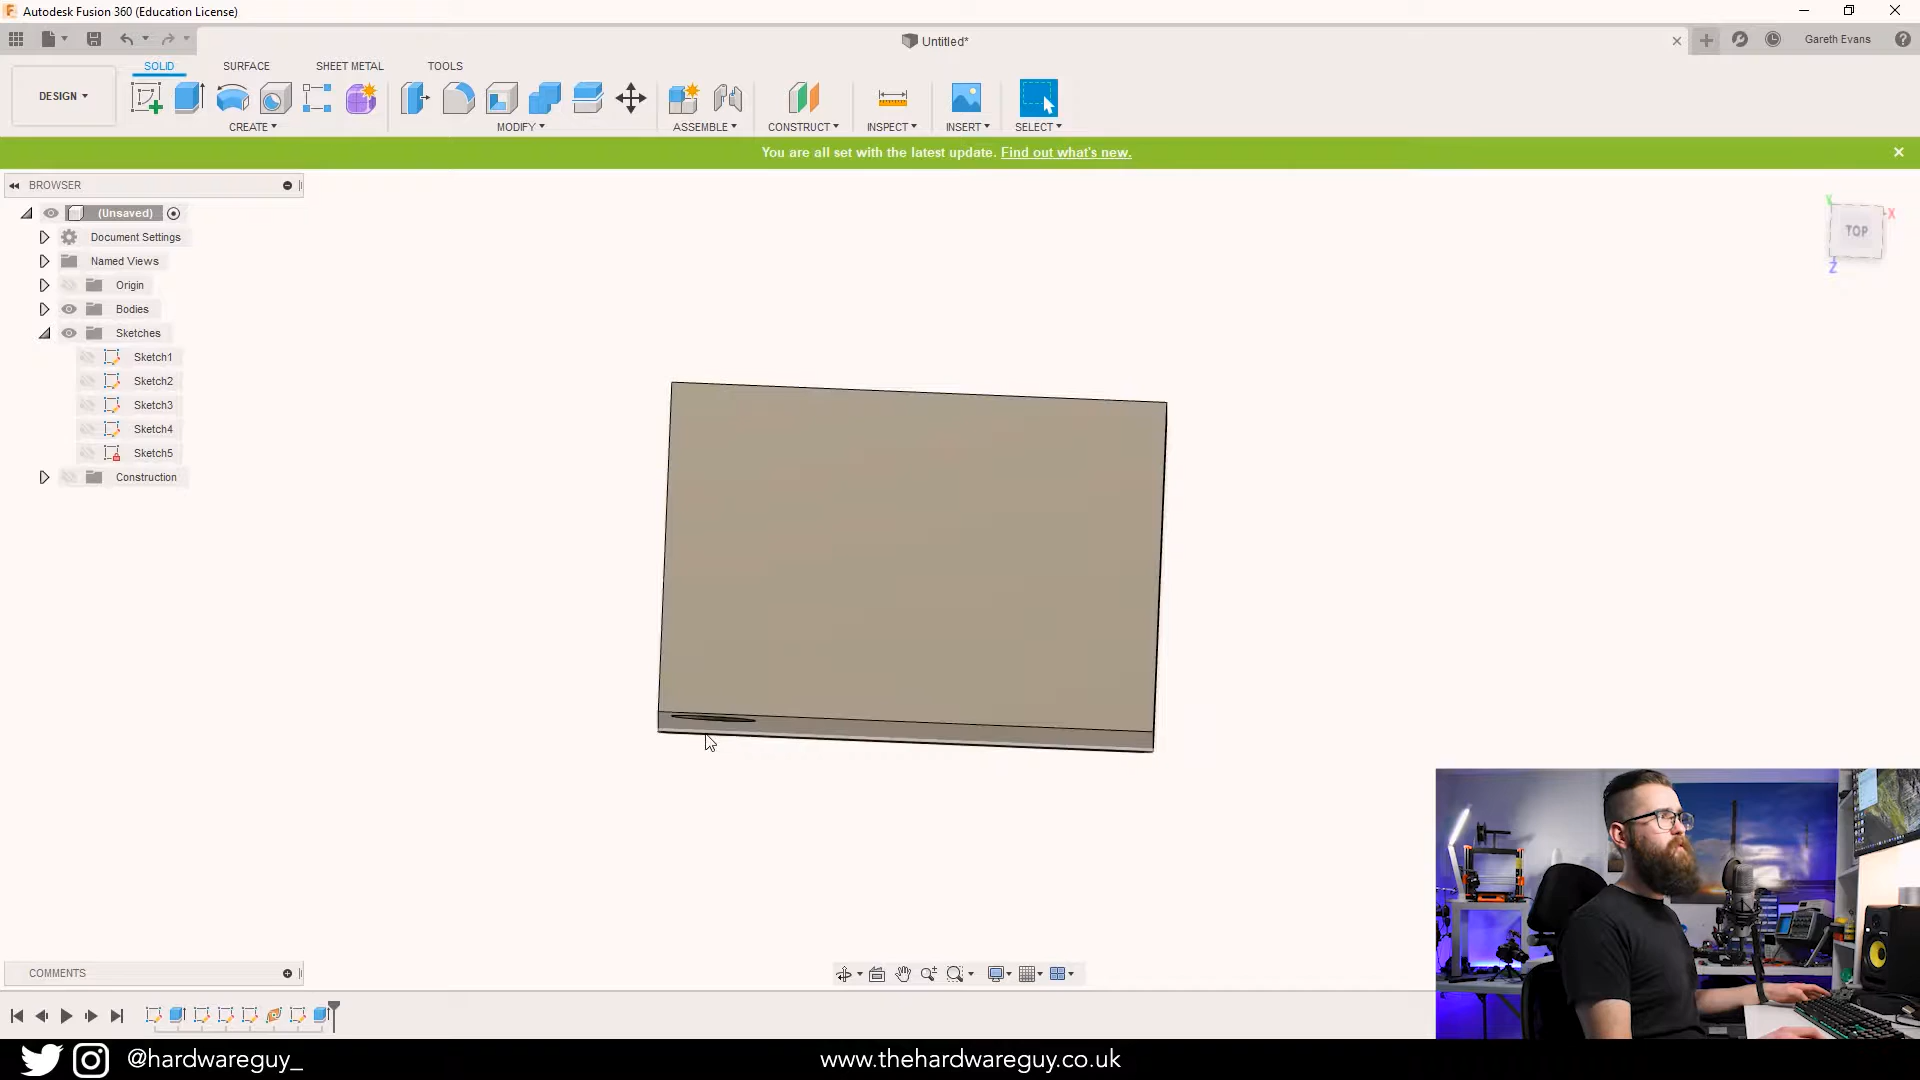 Autodesk Fusion 360 (Education License)
Untitled*
Gareth Evans
SOLID SURFACE SHEET METAL TOOLS
DESIGN
CREATE MODIFY ASSEMBLE CONSTRUCT INSPECT INSERT SELECT
You are all set with the latest update. Find out what's new.
BROWSER
(Unsaved)
Document Settings
Named Views
Origin
Bodies
Sketches
Sketch1
Sketch2
Sketch3
Sketch4
Sketch5
Construction
Y
X
TOP
Z
COMMENTS
@hardwareguy_
www.thehardwareguy.co.uk